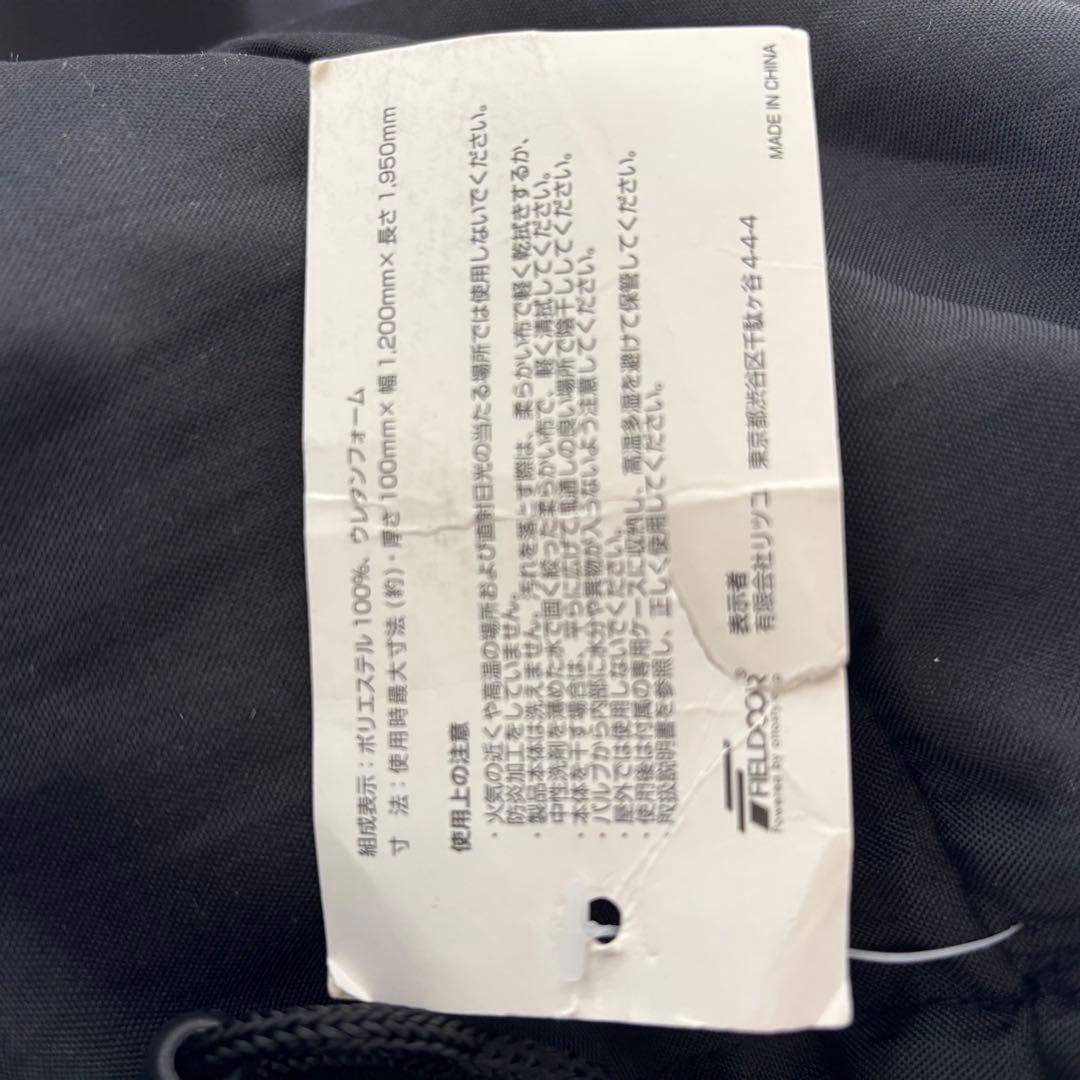 組成表示：ポリエステル100%、ウレタンフォーム
寸　法：使用時最大寸法（約）・厚さ100mm×幅1,200mm×長さ1,950mm
使用上の注意
・火気の近くや高温の場所および直射日光の当たる場所では使用しないでください。
防炎加工をしていません。
・製品本体は洗えません。汚れを落とす際は、柔らかい布で軽く乾拭きするか、
中性洗剤を薄めた水で固く絞った柔らかい布で、軽く清拭してください。
・本体を干す場合は、平らに広げて風通しの良い場所で陰干ししてください。
・バルブから内部に水分や異物が入らないよう注意してください。
・屋外では使用しないでください。
・使用後は付属の専用ケースに収納し、高温多湿を避けて保管してください。
・取扱説明書を参照し、正しく使用してください。
FIELDOOR®
Powered by
表示者
有限会社リツコ　東京都渋谷区千駄ヶ谷4-4-4
MADE IN CHINA